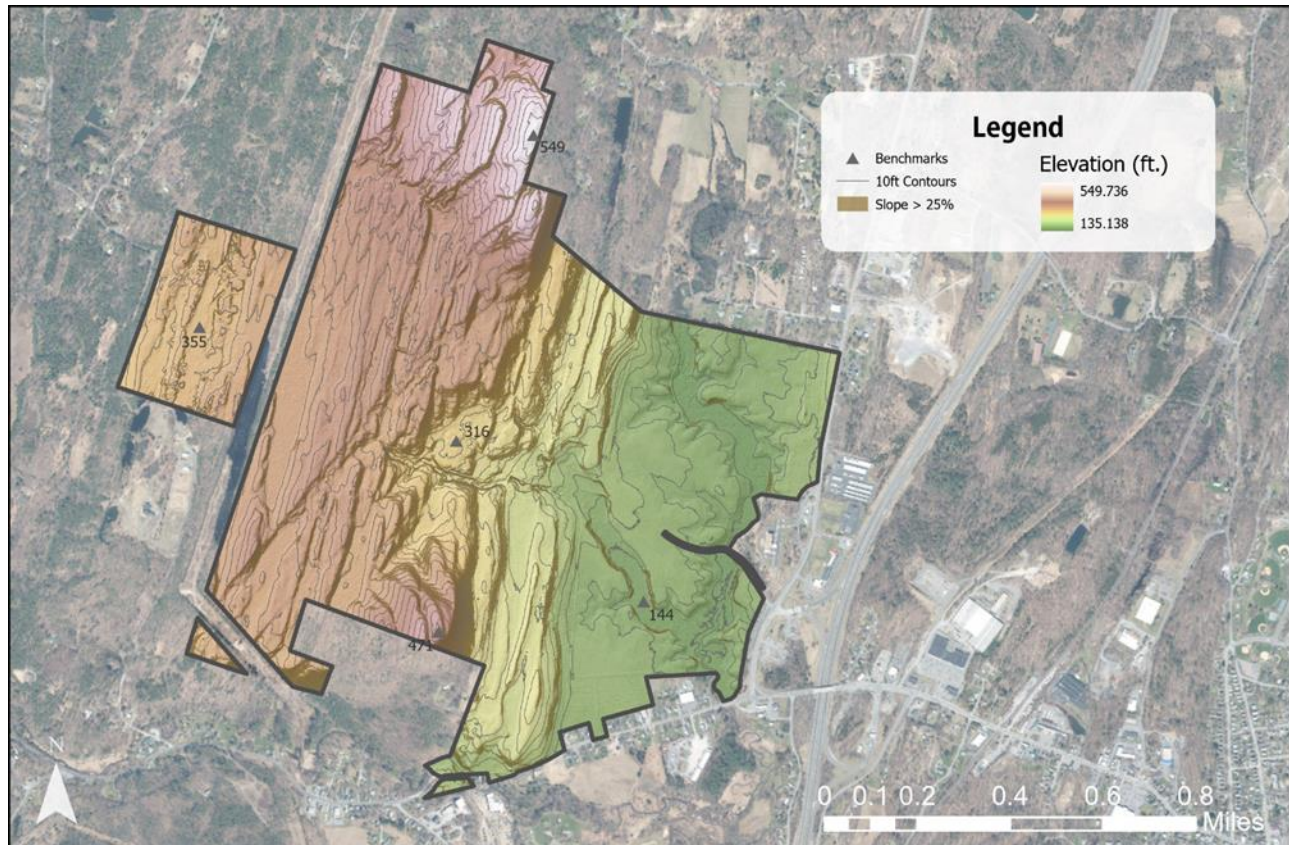 Legend
Benchmarks
10ft Contours
Slope > 25%
Elevation (ft.)
549.736
135.138
549
355
316
144
471
N
0 0.1 0.2 0.4 0.6 0.8
Miles